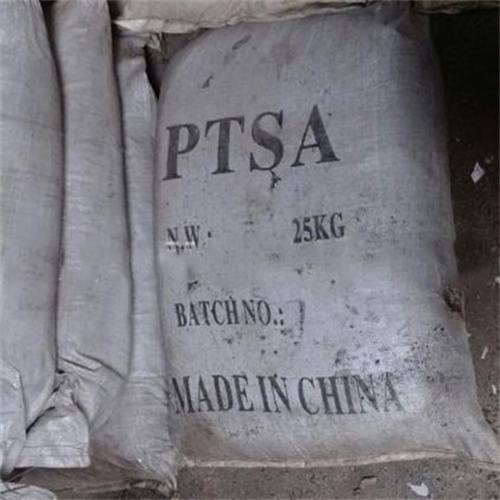 PTSA
N.W. 25KG
BATCH NO.:
MADE IN CHINA